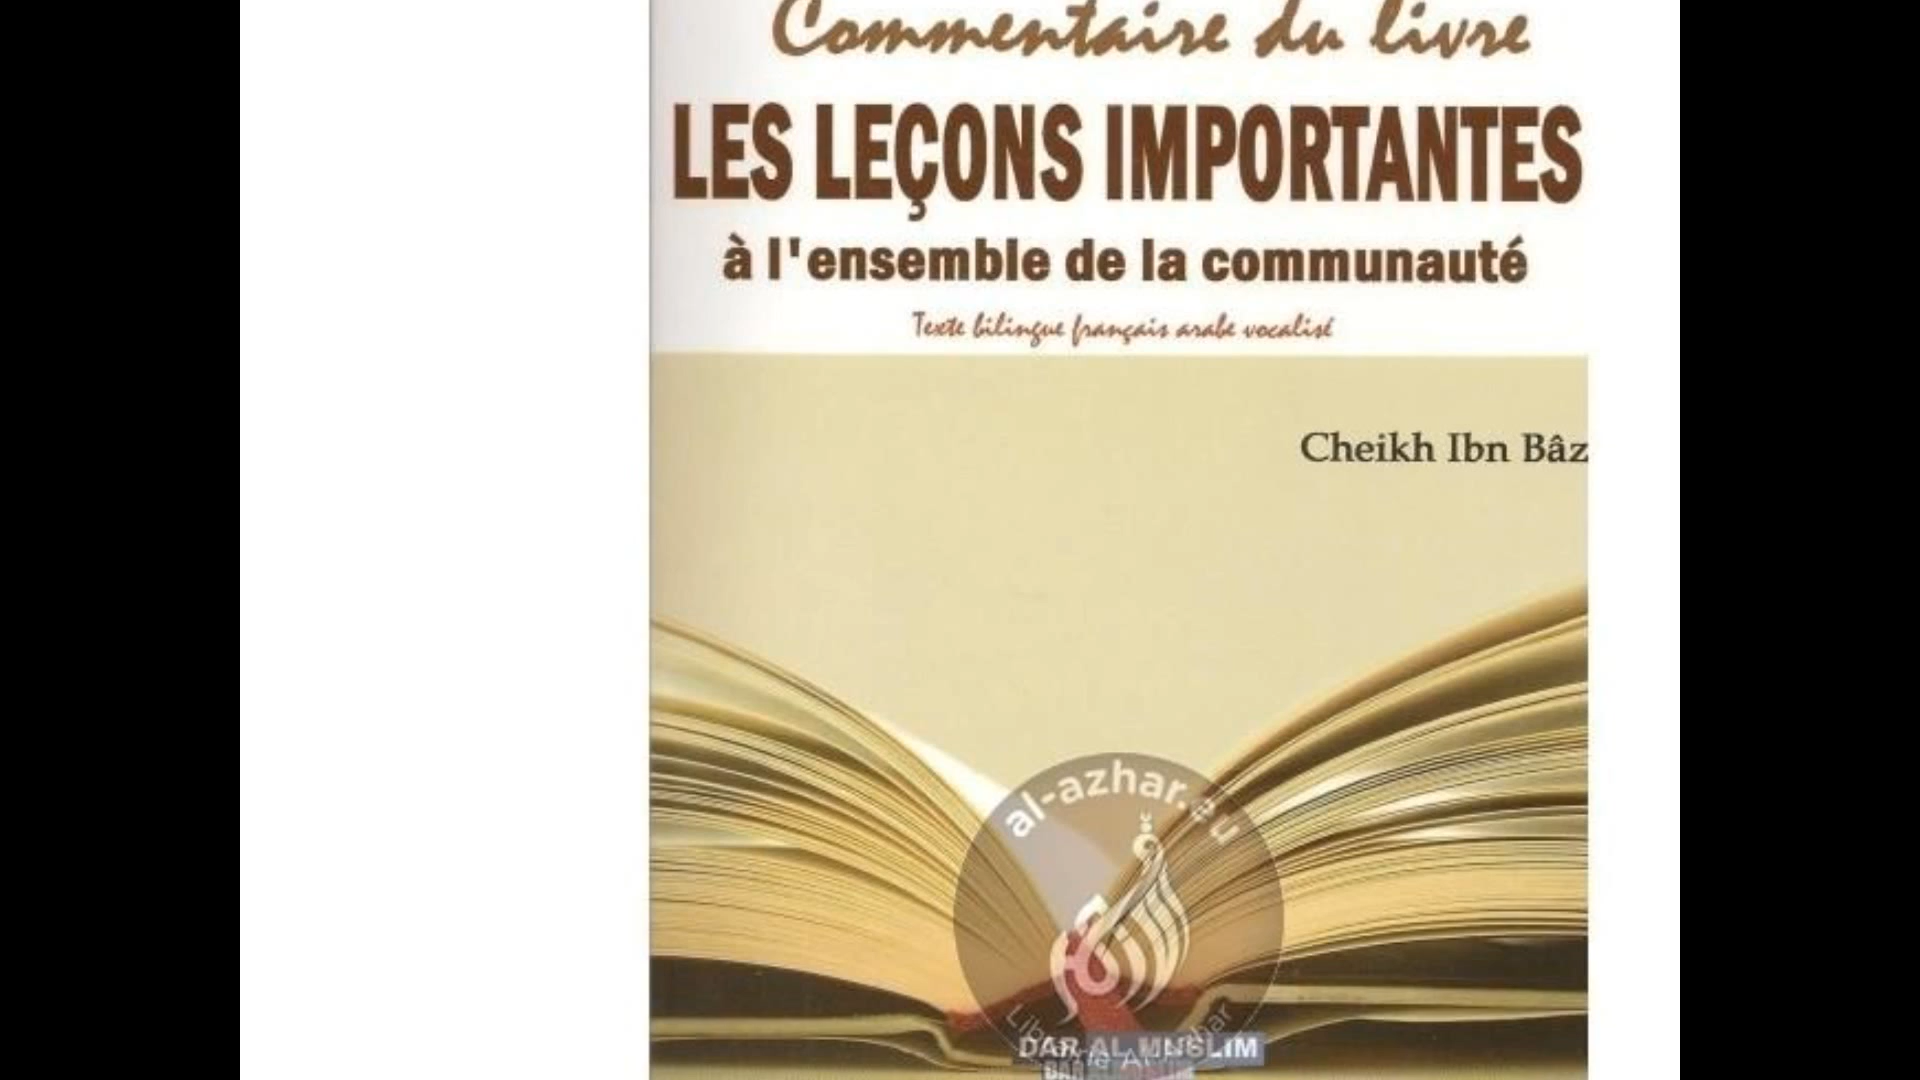 Commentaire du livre
LES LEÇONS IMPORTANTES
à l'ensemble de la communauté
Texte bilingue français arabe vocalisé
Cheikh Ibn Bâz
al-azhar.eu
DAR AL MUSLIM